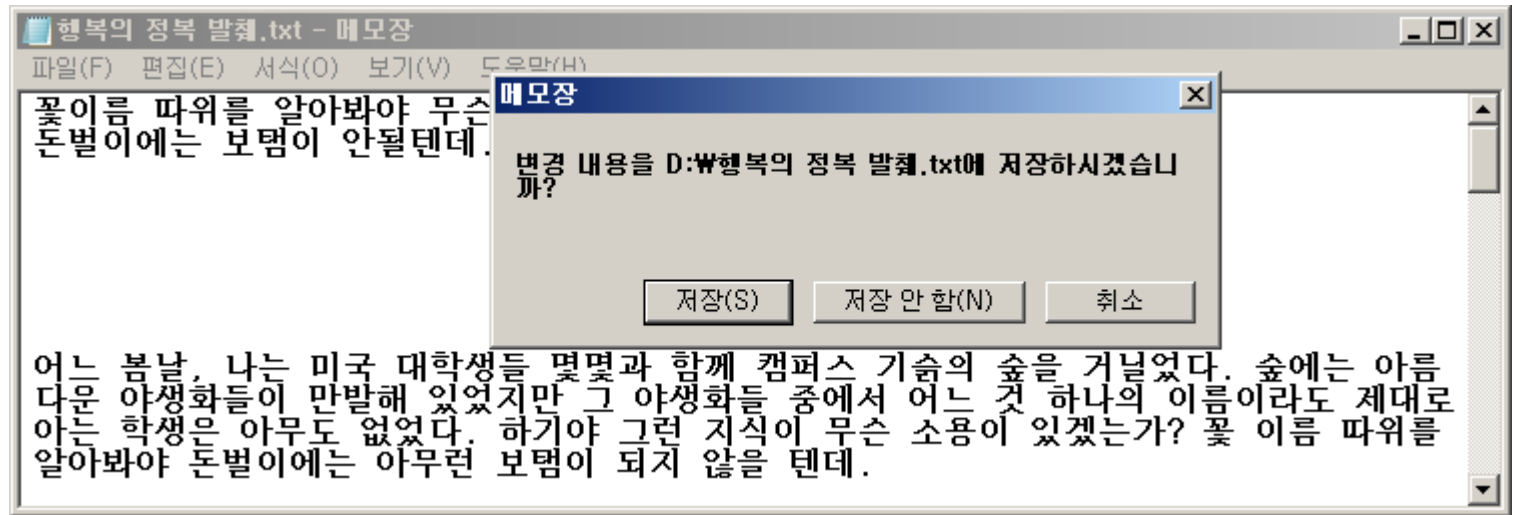 행복의 정복 발췌.txt - 메모장
파일(F) 편집(E) 서식(O) 보기(V) 도움말(H)
꽃이름 따위를 알아봐야 무슨
돈벌이에는 보탬이 안될텐데.
메모장
변경 내용을 D:₩행복의 정복 발췌.txt에 저장하시겠습니
까?
저장(S) 저장 안 함(N) 취소
어느 봄날, 나는 미국 대학생들 몇몇과 함께 캠퍼스 기슭의 숲을 거닐었다. 숲에는 아름
다운 야생화들이 만발해 있었지만 그 야생화들 중에서 어느 것 하나의 이름이라도 제대로
아는 학생은 아무도 없었다. 하기야 그런 지식이 무슨 소용이 있겠는가? 꽃 이름 따위를
알아봐야 돈벌이에는 아무런 보탬이 되지 않을 텐데.